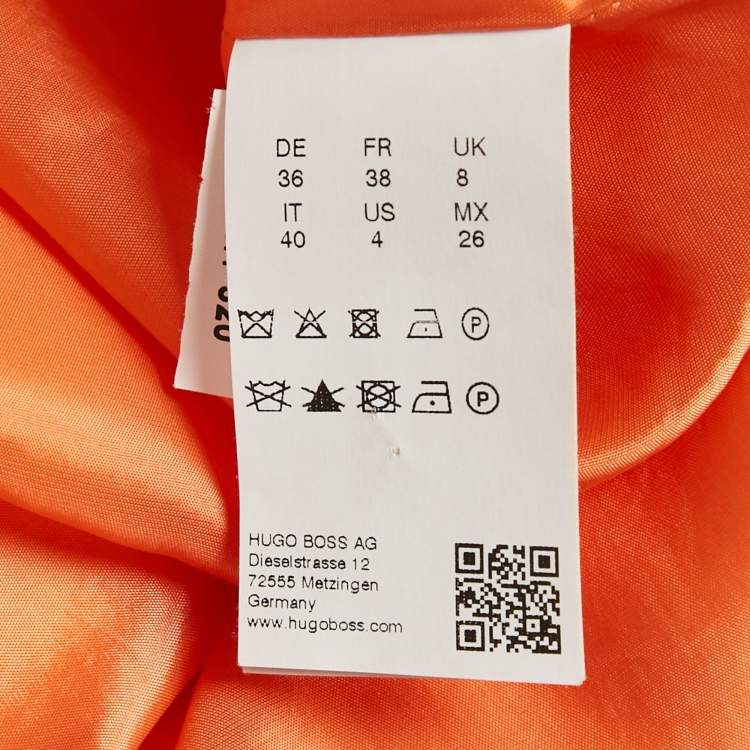 DE FR UK
36 38 8
IT US MX
40 4 26
P
P
HUGO BOSS AG
Dieselstrasse 12
72555 Metzingen
Germany
www.hugoboss.com